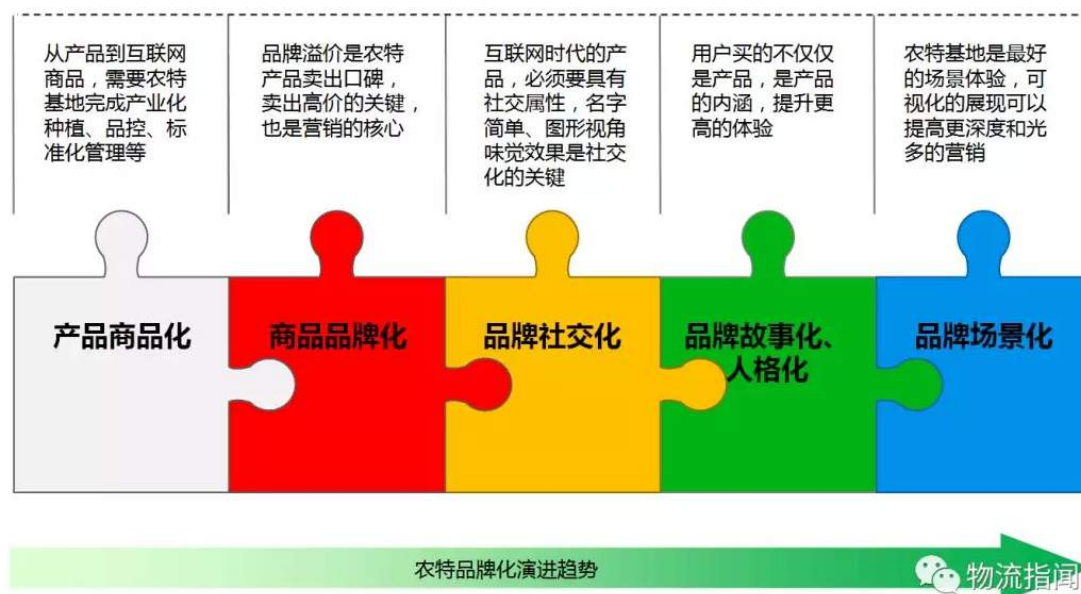 从产品到互联网
商品，需要农特
基地完成产业化
种植、品控、标
准化管理等
品牌溢价是农特
产品卖出口碑，
卖出高价的关键，
也是营销的核心
互联网时代的产
品，必须要具有
社交属性，名字
简单、图形视角
味觉效果是社交
化的关键
用户买的不仅仅
是产品，是产品
的内涵，提升更
高的体验
农特基地是最好
的场景体验，可
视化的展现可以
提高更深度和光
多的营销
产品商品化
商品品牌化
品牌社交化
品牌故事化、
人格化
品牌场景化
农特品牌化演进趋势
物流指闻